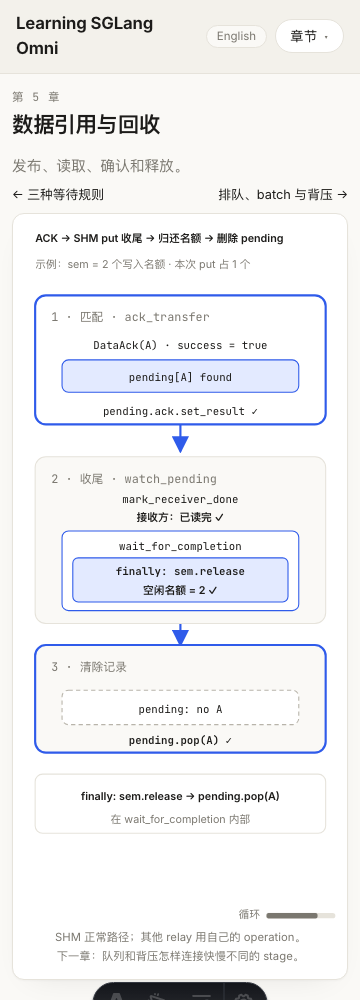 Learning SGLang
Omni
English
章节
第 5 章
数据引用与回收
发布、读取、确认和释放。
← 三种等待规则
排队、batch 与背压 →
ACK → SHM put 收尾 → 归还名额 → 删除 pending
示例：sem = 2 个写入名额 · 本次 put 占 1 个
1 · 匹配 · ack_transfer
DataAck(A) · success = true
pending[A] found
pending.ack.set_result ✓
2 · 收尾 · watch_pending
mark_receiver_done
接收方：已读完 ✓
wait_for_completion
finally: sem.release
空闲名额 = 2 ✓
3 · 清除记录
pending: no A
pending.pop(A) ✓
finally: sem.release → pending.pop(A)
在 wait_for_completion 内部
循环
SHM 正常路径；其他 relay 用自己的 operation。
下一章：队列和背压怎样连接快慢不同的 stage。